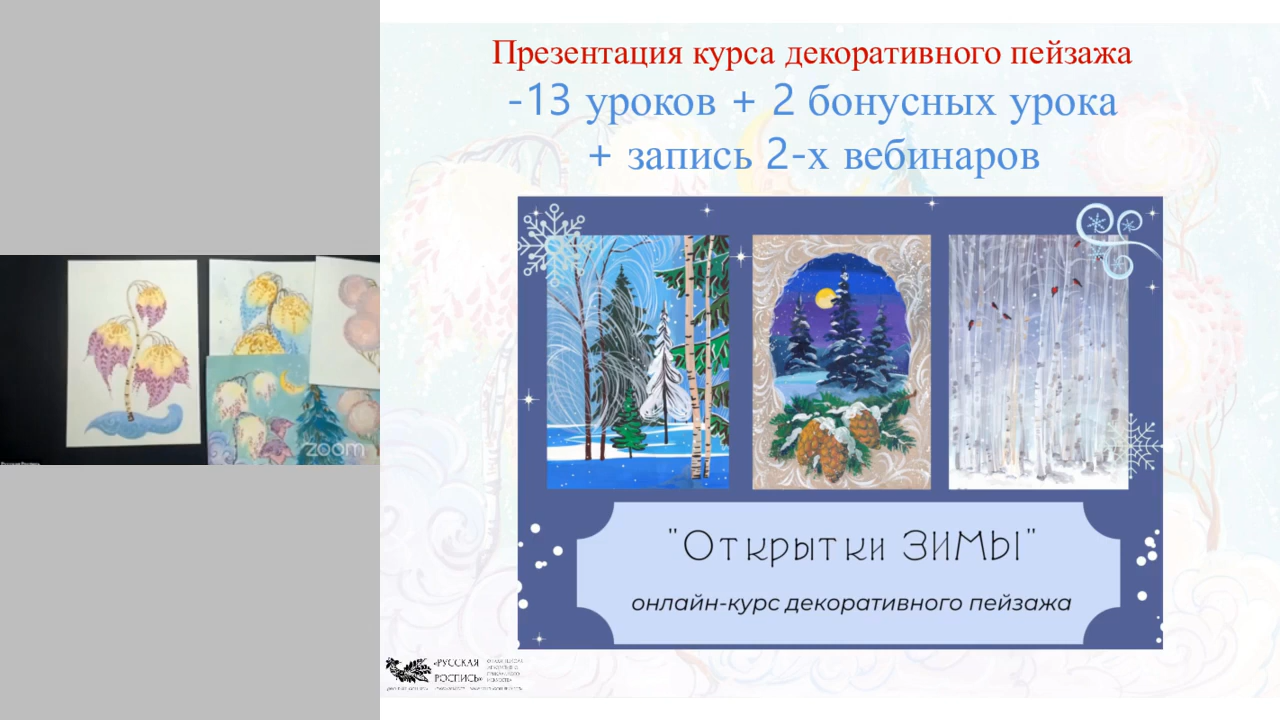 Презентация курса декоративного пейзажа
-13 уроков + 2 бонусных урока
+ запись 2-х вебинаров
"Открытки ЗИМЫ"
онлайн-курс декоративного пейзажа
zoom
«РУССКАЯ
РОСПИСЬ»